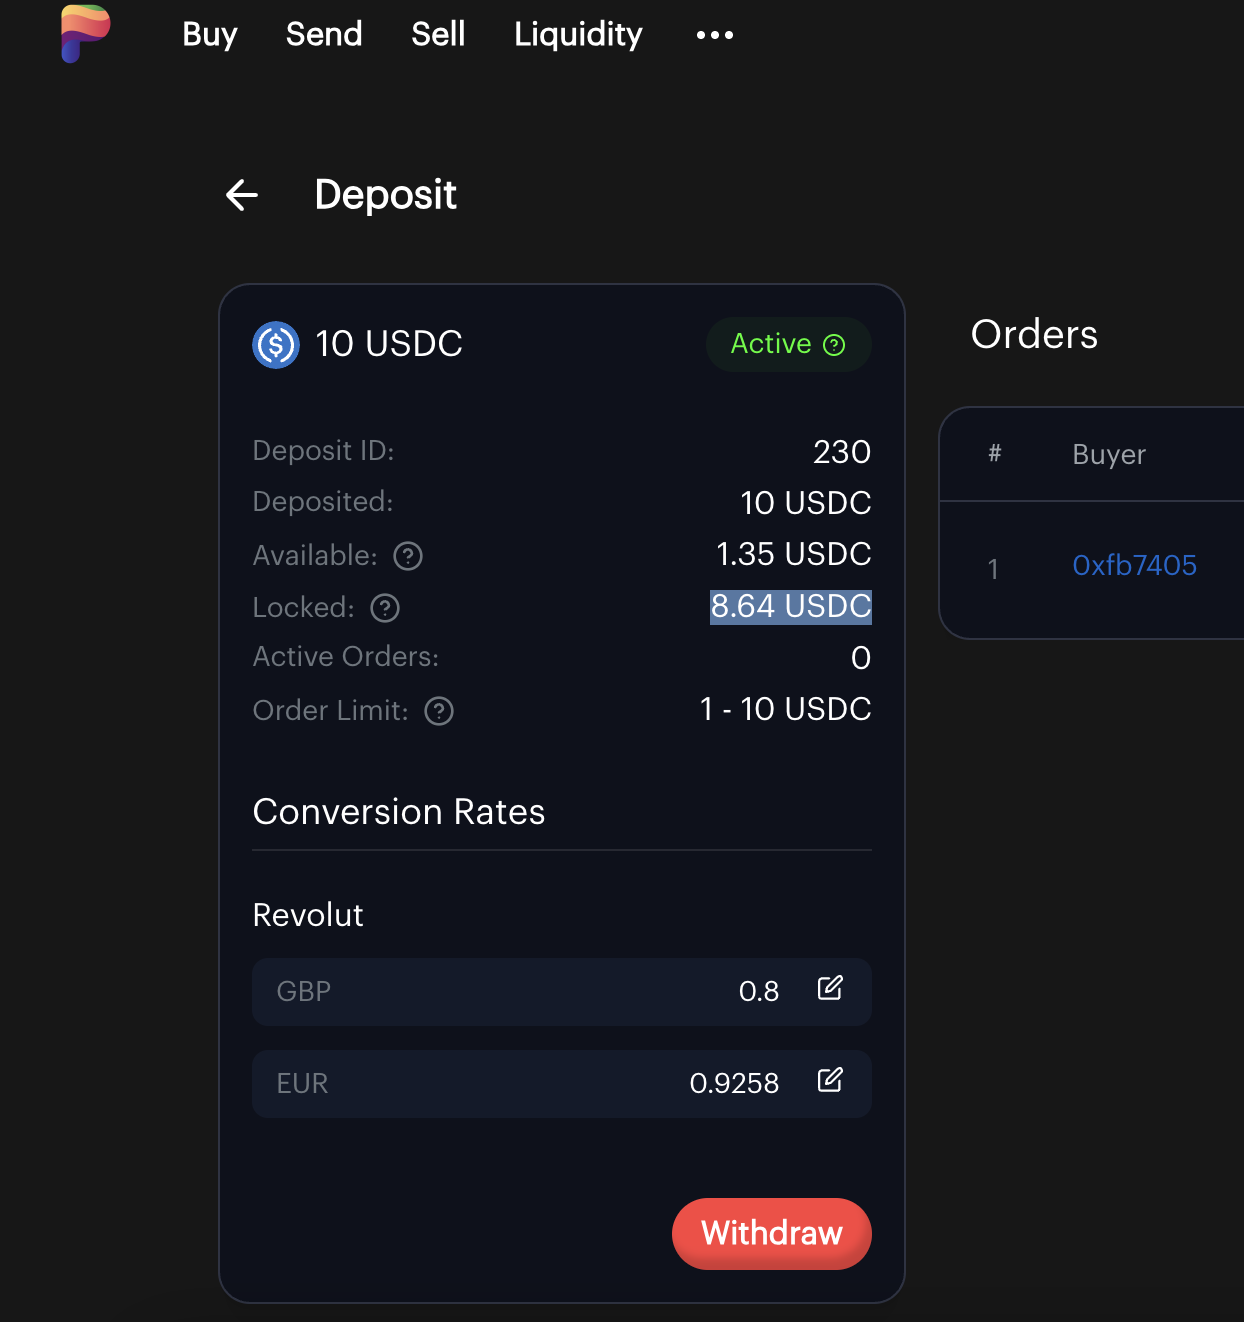 Buy Send Sell Liquidity •••
Deposit
10 USDC
Active
Deposit ID: 230
Deposited: 10 USDC
Available: 1.35 USDC
Locked: 8.64 USDC
Active Orders: 0
Order Limit: 1 - 10 USDC
Conversion Rates
Revolut
GBP 0.8
EUR 0.9258
Withdraw
Orders
# Buyer
1 0xfb7405